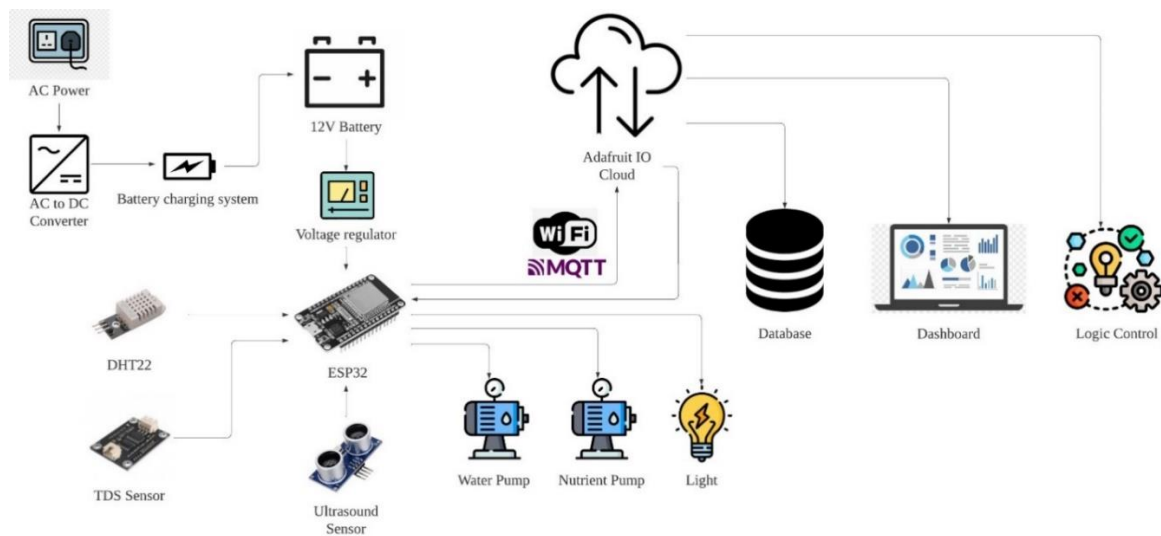 AC Power
AC to DC
Converter
Battery charging system
12V Battery
Voltage regulator
Adafruit IO
Cloud
WiFi
MQTT
DHT22
ESP32
TDS Sensor
Ultrasound
Sensor
Water Pump
Nutrient Pump
Light
Database
Dashboard
Logic Control